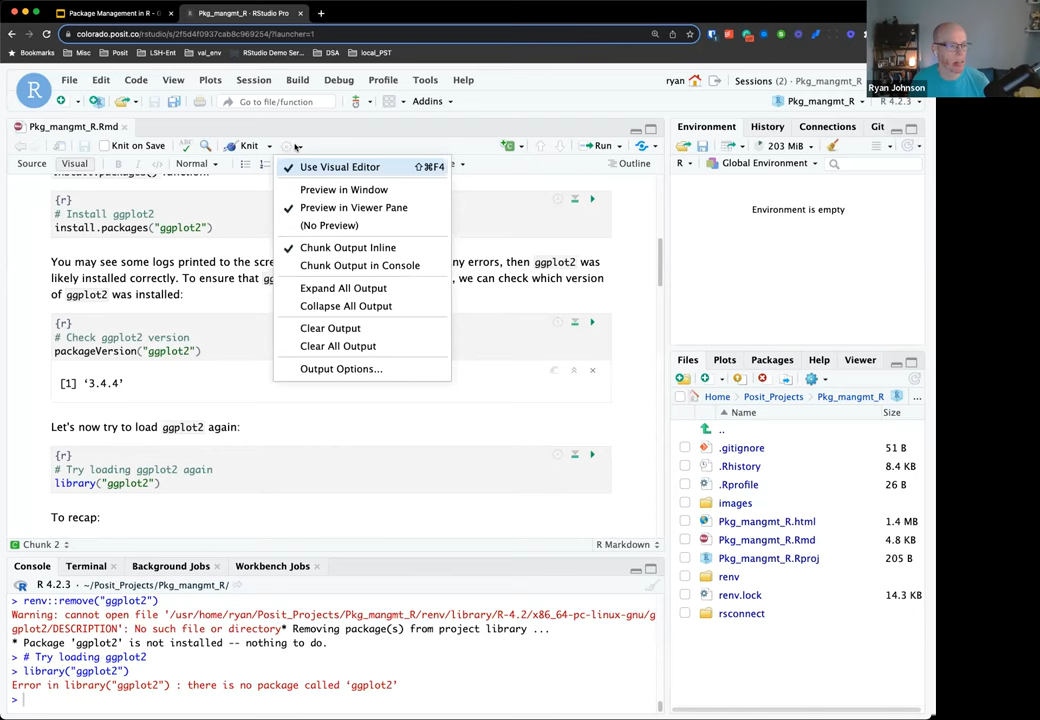 Package Management in R - G
Pkg_mangmt_R - RStudio Pro
colorado.posit.co/rstudio/s/2f5d4f0372cab8c969254/?launcher=1
Bookmarks Misc Posit LSH-Ent val_env RStudio Demo Ser... DSA local_PST
Ryan Johnson
File Edit Code View Plots Session Build Debug Profile Tools Help
ryan Sessions (2) Pkg_mangmt_R
Go to file/function Addins
Pkg_mangmt_R R 4.2.3
Pkg_mangmt_R.Rmd
Knit on Save Knit Run
Source Visual B I </> Normal Outline
Use Visual Editor ⇧⌘F4
Preview in Window
Preview in Viewer Pane
(No Preview)
Chunk Output Inline
Chunk Output in Console
Expand All Output
Collapse All Output
Clear Output
Clear All Output
Output Options...
{r}
# Install ggplot2
install.packages("ggplot2")
You may see some logs printed to the scre ny errors, then ggplot2 was
likely installed correctly. To ensure that gg , we can check which version
of ggplot2 was installed:
{r}
# Check ggplot2 version
packageVersion("ggplot2")
[1] ‘3.4.4’
Let's now try to load ggplot2 again:
{r}
# Try loading ggplot2 again
library("ggplot2")
To recap:
Chunk 2 R Markdown
Console Terminal Background Jobs Workbench Jobs
R 4.2.3 · ~/Posit_Projects/Pkg_mangmt_R/
> renv::remove("ggplot2")
Warning: cannot open file '/usr/home/ryan/Posit_Projects/Pkg_mangmt_R/renv/library/R-4.2/x86_64-pc-linux-gnu/g
gplot2/DESCRIPTION': No such file or directory* Removing package(s) from project library ...
* Package 'ggplot2' is not installed -- nothing to do.
> # Try loading ggplot2
> library("ggplot2")
Error in library("ggplot2") : there is no package called ‘ggplot2’
>
Environment History Connections Git
203 MiB
R Global Environment
Environment is empty
Files Plots Packages Help Viewer
Home Posit_Projects Pkg_mangmt_R ...
Name Size
..
.gitignore 51 B
.Rhistory 8.4 KB
.Rprofile 26 B
images
Pkg_mangmt_R.html 1.4 MB
Pkg_mangmt_R.Rmd 4.8 KB
Pkg_mangmt_R.Rproj 205 B
renv
renv.lock 14.3 KB
rsconnect